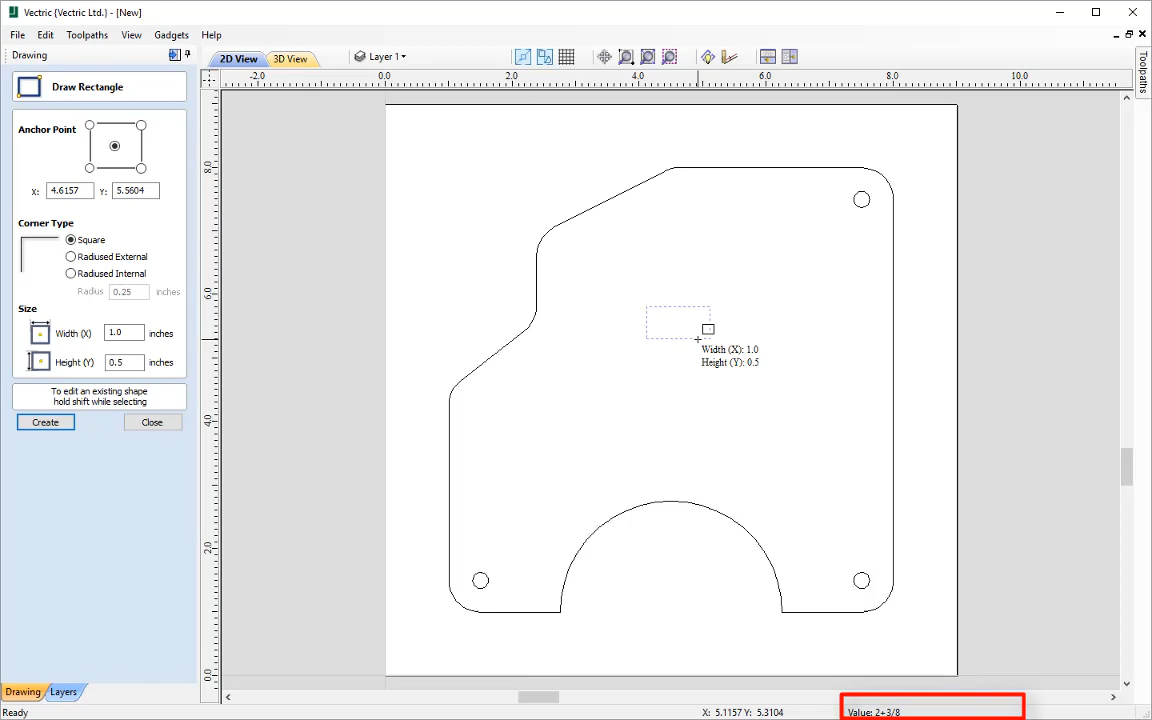 Vectric {Vectric Ltd.} - [New]
File Edit Toolpaths View Gadgets Help
Drawing
2D View 3D View Layer 1
Toolpaths
-2.0 0.0 2.0 4.0 6.0 8.0 10.0
Draw Rectangle
Anchor Point
X: 4.6157 Y: 5.5604
Corner Type
Square
Radused External
Radused Internal
Radius 0.25 inches
Size
Width (X) 1.0 inches
Height (Y) 0.5 inches
To edit an existing shape
hold shift while selecting
Create Close
8.0
6.0
4.0
2.0
0.0
Width (X): 1.0
Height (Y): 0.5
Drawing Layers
Ready X: 5.1157 Y: 5.3104 Value: 2+3/8